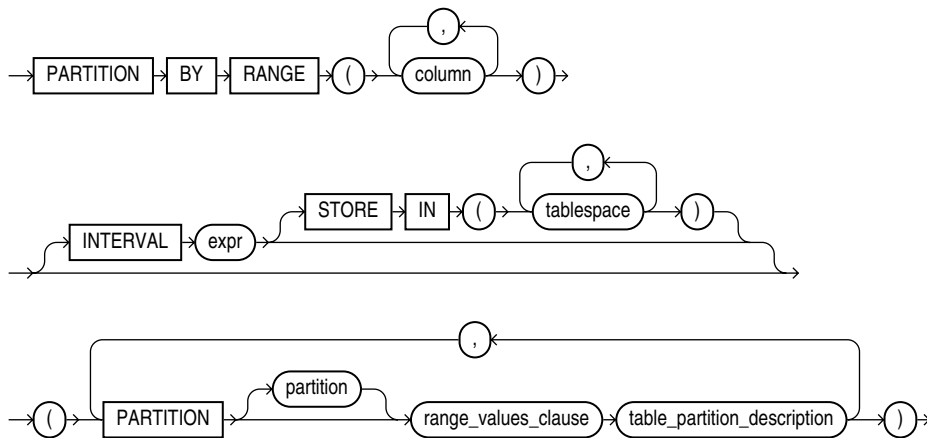 ,
PARTITION BY RANGE ( column )
,
STORE IN ( tablespace )
INTERVAL expr
,
partition
( PARTITION range_values_clause table_partition_description )